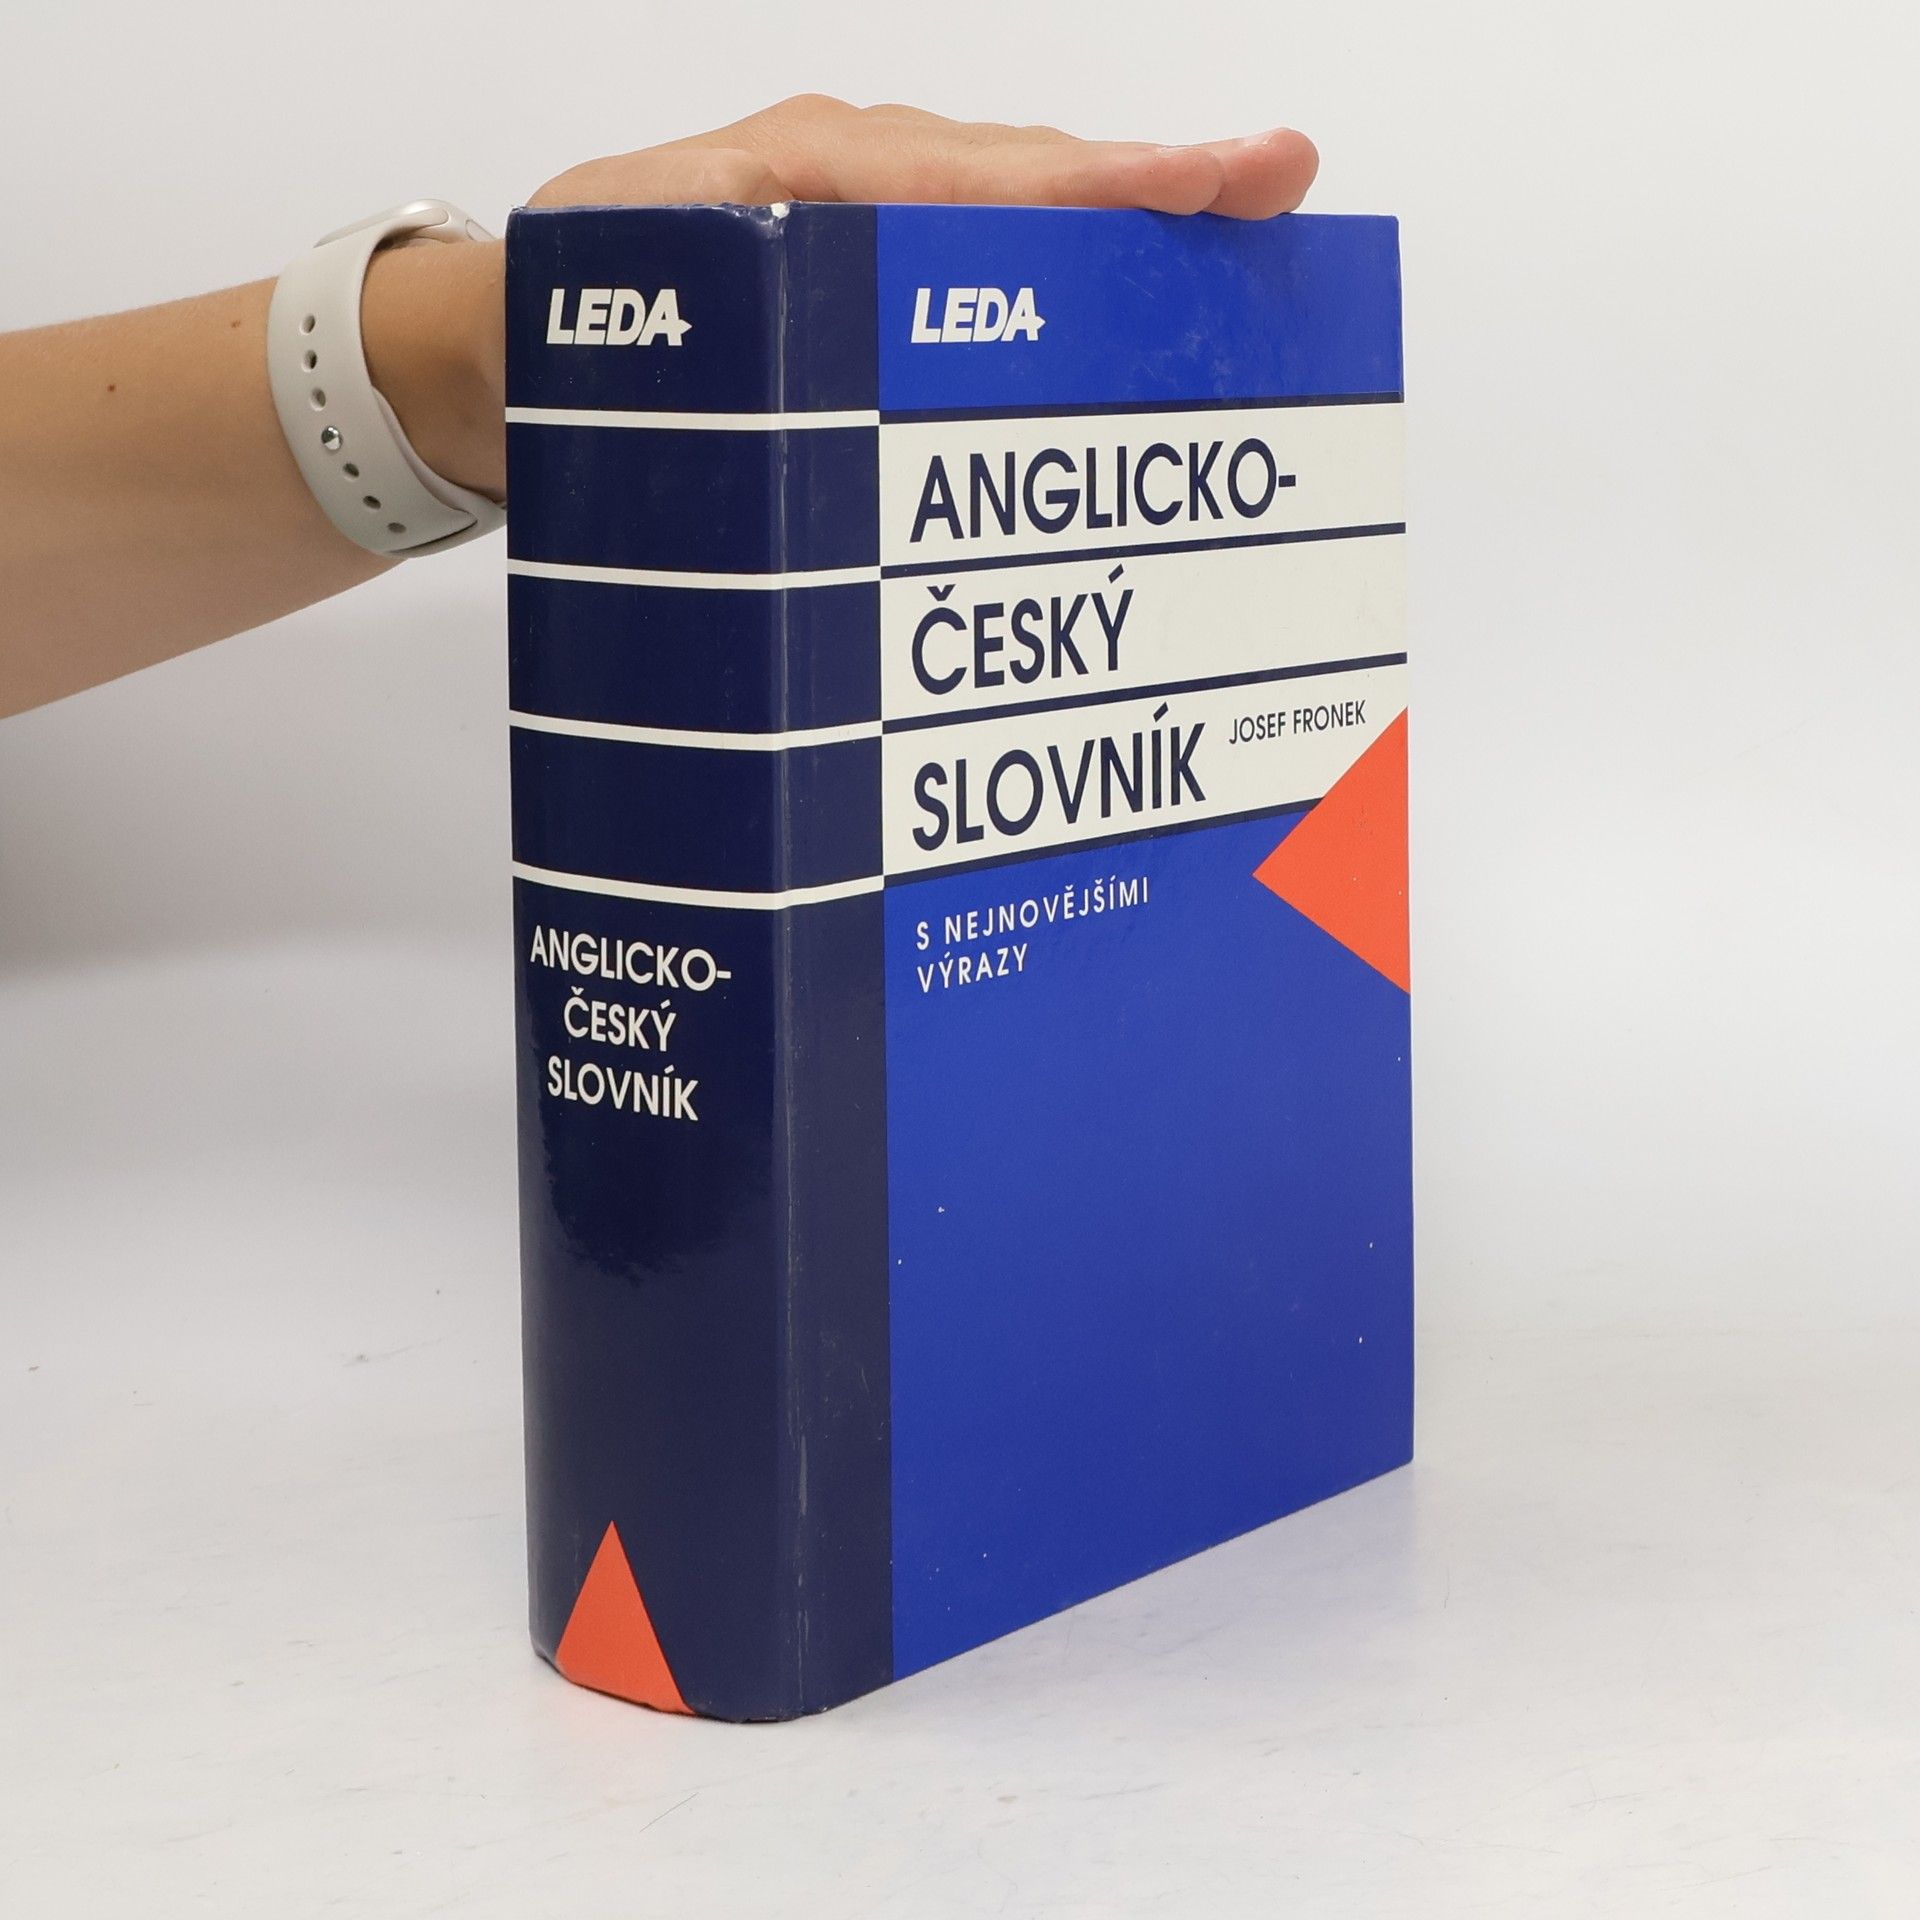 LEDA
ANGLICKO-
ČESKÝ
SLOVNÍK
LEDA
ANGLICKO-
ČESKÝ
SLOVNÍK JOSEF FRONEK
S NEJNOVĚJŠÍMI
VÝRAZY